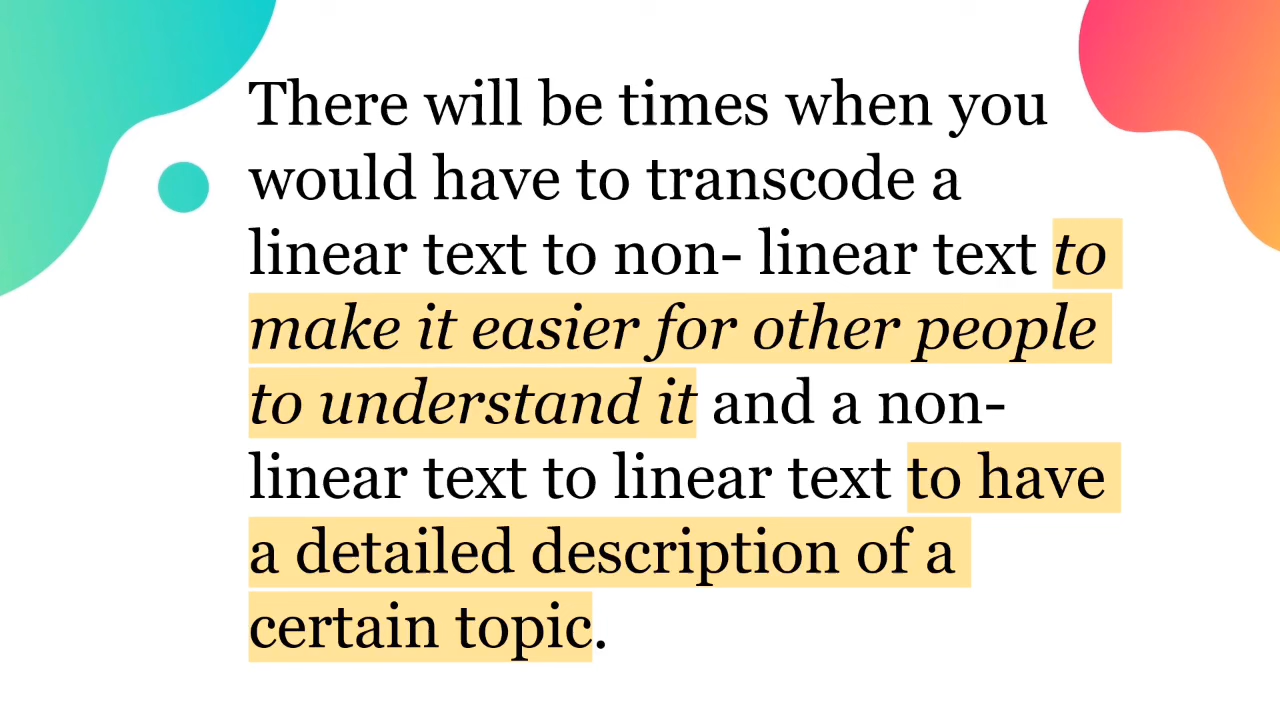 There will be times when you
would have to transcode a
linear text to non- linear text to
make it easier for other people
to understand it and a non-
linear text to linear text to have
a detailed description of a
certain topic.